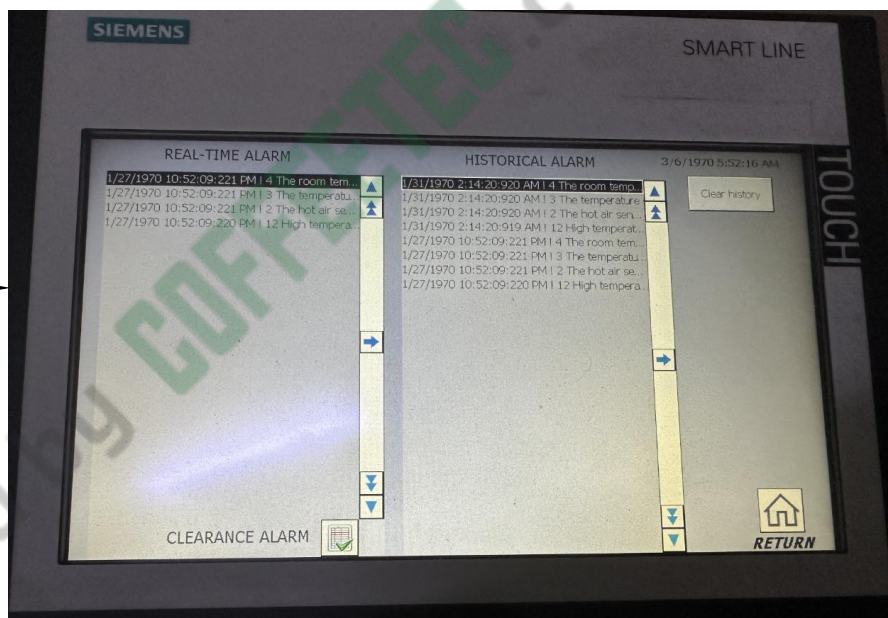 SIEMENS
SMART LINE
TOUCH
REAL-TIME ALARM
1/27/1970 10:52:09:221 PM ! 4 The room tem...
1/27/1970 10:52:09:221 PM ! 3 The temperatu...
1/27/1970 10:52:09:221 PM ! 2 The hot air se...
1/27/1970 10:52:09:220 PM ! 12 High tempera...
CLEARANCE ALARM
HISTORICAL ALARM
1/31/1970 2:14:20:920 AM ! 4 The room temp...
1/31/1970 2:14:20:920 AM ! 3 The temperature
1/31/1970 2:14:20:920 AM ! 2 The hot air sen...
1/31/1970 2:14:20:919 AM ! 12 High temperat...
1/27/1970 10:52:09:221 PM ! 4 The room tem...
1/27/1970 10:52:09:221 PM ! 3 The temperatu...
1/27/1970 10:52:09:221 PM ! 2 The hot air se...
1/27/1970 10:52:09:220 PM ! 12 High tempera...
3/6/1970 5:52:16 AM
Clear history
RETURN
by COFFETEC.c